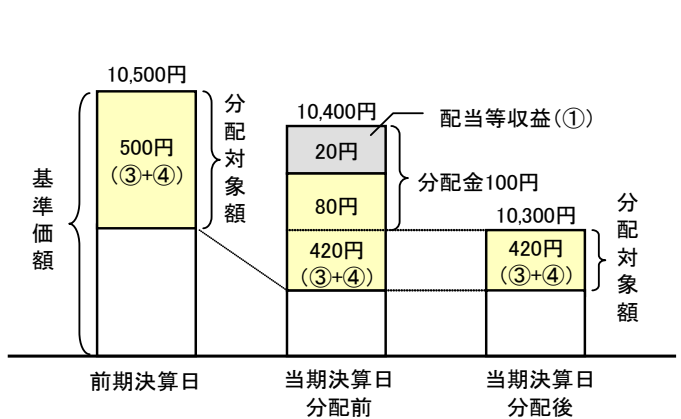 10,500円
500円
(③+④)
分配対象額
基準価額
前期決算日
10,400円
20円
80円
420円
(③+④)
配当等収益(①)
分配金100円
当期決算日
分配前
10,300円
420円
(③+④)
分配対象額
当期決算日
分配後